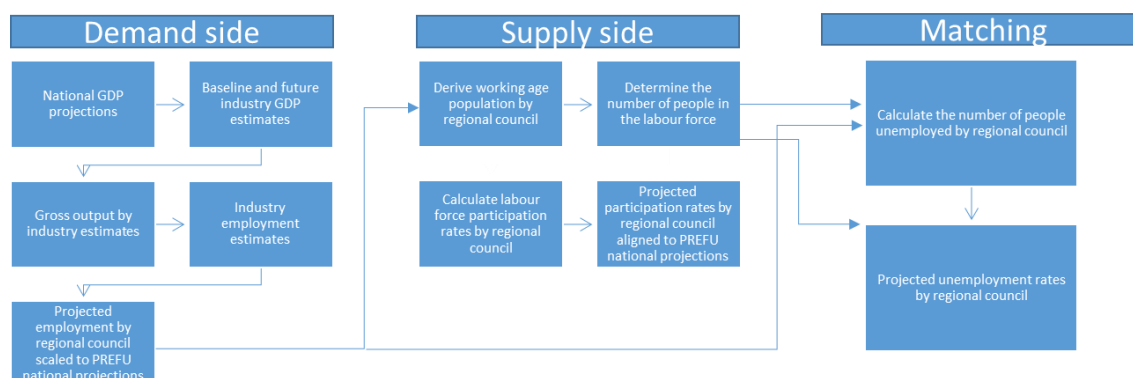 Demand side
National GDP
projections
Baseline and future
industry GDP
estimates
Gross output by
industry estimates
Industry
employment
estimates
Projected
employment by
regional council
scaled to PREFU
national projections
Supply side
Derive working age
population by
regional council
Determine the
number of people in
the labour force
Calculate labour
force participation
rates by regional
council
Projected
participation rates by
regional council
aligned to PREFU
national projections
Matching
Calculate the number of people
unemployed by regional council
Projected unemployment rates
by regional council